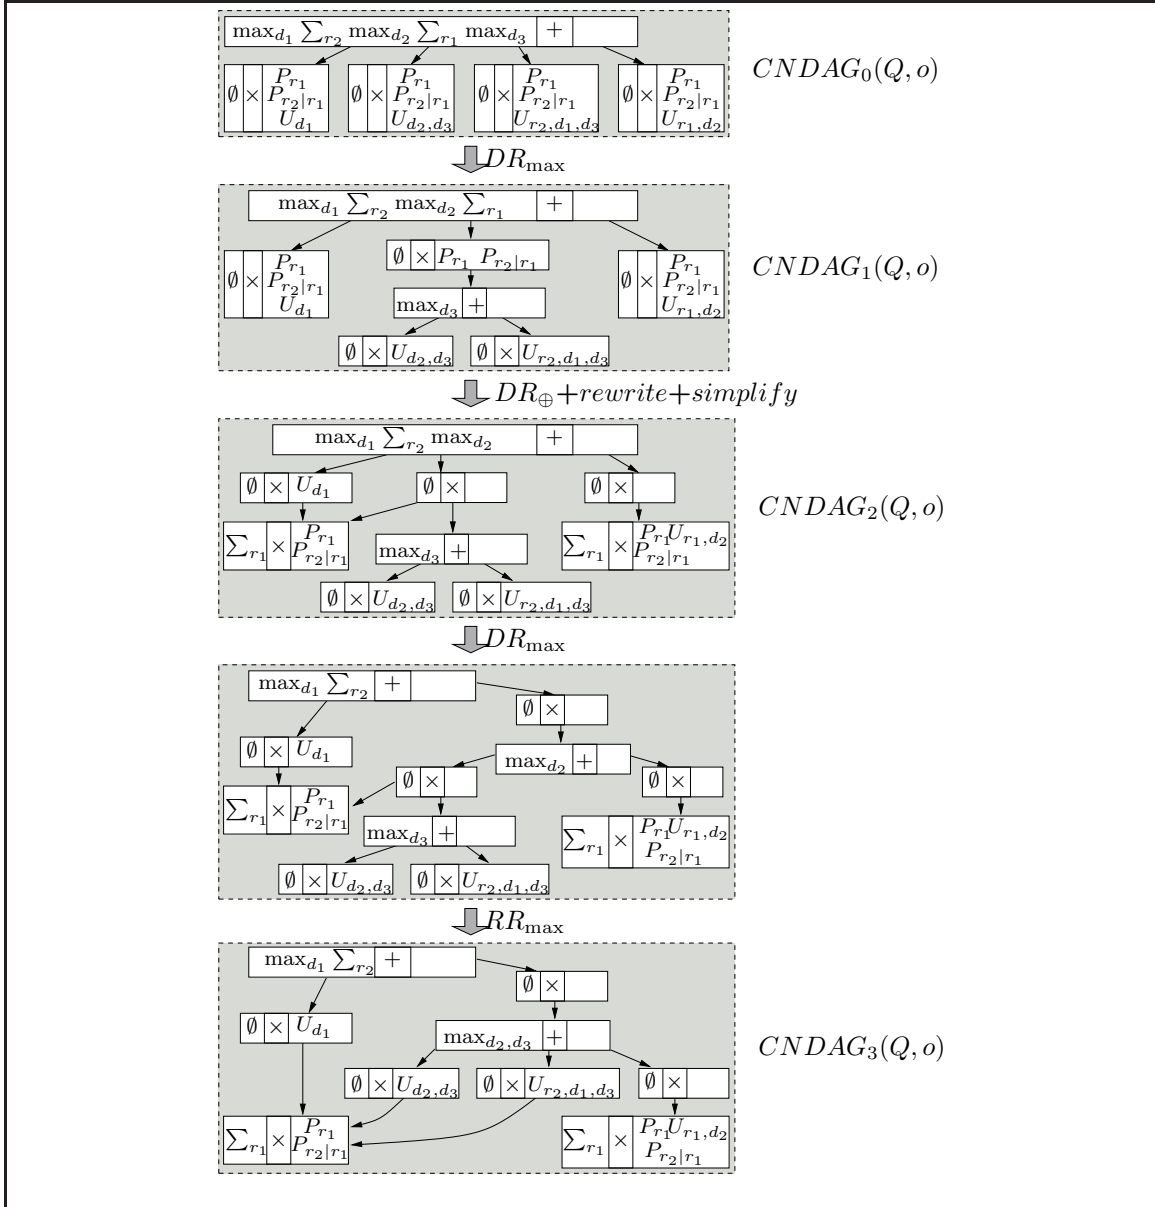 max_{d_1} ∑_{r_2} max_{d_2} ∑_{r_1} max_{d_3} +
∅ × P_{r_1} P_{r_2|r_1} U_{d_1}
∅ × P_{r_1} P_{r_2|r_1} U_{d_2,d_3}
∅ × P_{r_1} P_{r_2|r_1} U_{r_2,d_1,d_3}
∅ × P_{r_1} P_{r_2|r_1} U_{r_1,d_2}
CNDAG_0(Q, o)
DR_max
max_{d_1} ∑_{r_2} max_{d_2} ∑_{r_1} +
∅ × P_{r_1} P_{r_2|r_1}
∅ × P_{r_1} P_{r_2|r_1} U_{d_1}
∅ × P_{r_1} P_{r_2|r_1} U_{r_1,d_2}
CNDAG_1(Q, o)
max_{d_3} +
∅ × U_{d_2,d_3}
∅ × U_{r_2,d_1,d_3}
DR_⊕+rewrite+simplify
max_{d_1} ∑_{r_2} max_{d_2} +
∅ × U_{d_1}
∅ ×
∅ ×
CNDAG_2(Q, o)
∑_{r_1} × P_{r_1} P_{r_2|r_1}
max_{d_3} +
∑_{r_1} × P_{r_1} U_{r_1,d_2} P_{r_2|r_1}
∅ × U_{d_2,d_3}
∅ × U_{r_2,d_1,d_3}
DR_max
max_{d_1} ∑_{r_2} +
∅ ×
∅ × U_{d_1}
max_{d_2} +
∅ ×
∅ ×
∑_{r_1} × P_{r_1} P_{r_2|r_1}
max_{d_3} +
∑_{r_1} × P_{r_1} U_{r_1,d_2} P_{r_2|r_1}
∅ × U_{d_2,d_3}
∅ × U_{r_2,d_1,d_3}
RR_max
max_{d_1} ∑_{r_2} +
∅ ×
∅ × U_{d_1}
max_{d_2,d_3} +
CNDAG_3(Q, o)
∅ × U_{d_2,d_3}
∅ × U_{r_2,d_1,d_3}
∅ ×
∑_{r_1} × P_{r_1} P_{r_2|r_1}
∑_{r_1} × P_{r_1} U_{r_1,d_2} P_{r_2|r_1}